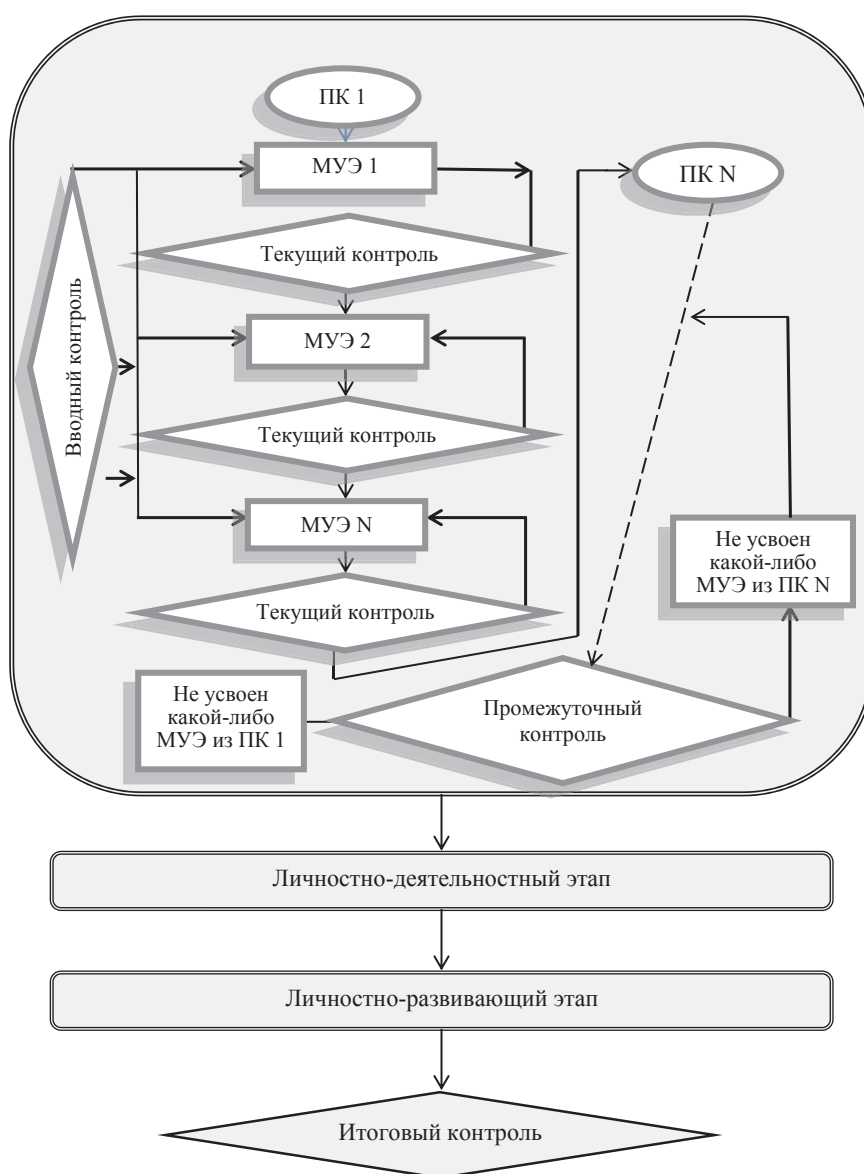 ПК 1
МУЭ 1
ПК N
Текущий контроль
МУЭ 2
Вводный контроль
Текущий контроль
МУЭ N
Не усвоен
какой-либо
МУЭ из ПК N
Текущий контроль
Не усвоен
какой-либо
МУЭ из ПК 1
Промежуточный
контроль
Личностно-деятельностный этап
Личностно-развивающий этап
Итоговый контроль